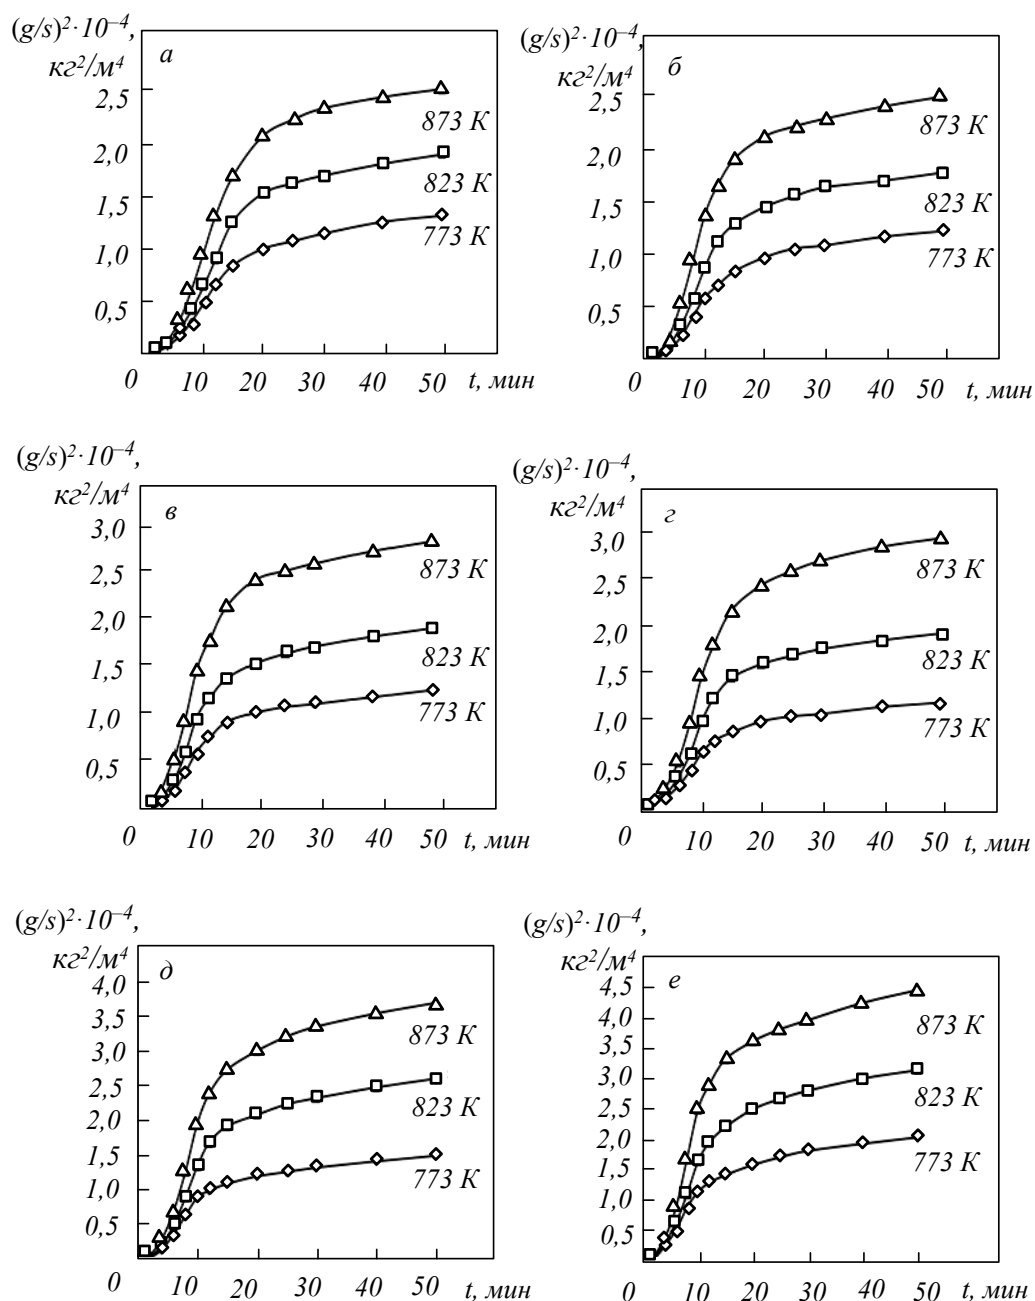 (g/s)²·10⁻⁴,
кг²/м⁴
а
2,5
2,0
1,5
1,0
0,5
0
10
20
30
40
50
t, мин
873 К
823 К
773 К
(g/s)²·10⁻⁴,
кг²/м⁴
б
2,5
2,0
1,5
1,0
0,5
0
10
20
30
40
50
t, мин
873 К
823 К
773 К
(g/s)²·10⁻⁴,
кг²/м⁴
в
3,0
2,5
2,0
1,5
1,0
0,5
0
10
20
30
40
50
t, мин
873 К
823 К
773 К
(g/s)²·10⁻⁴,
кг²/м⁴
г
3,0
2,5
2,0
1,5
1,0
0,5
0
10
20
30
40
50
t, мин
873 К
823 К
773 К
(g/s)²·10⁻⁴,
кг²/м⁴
д
4,0
3,5
3,0
2,5
2,0
1,5
1,0
0,5
0
10
20
30
40
50
t, мин
873 К
823 К
773 К
(g/s)²·10⁻⁴,
кг²/м⁴
е
4,5
4,0
3,5
3,0
2,5
2,0
1,5
1,0
0,5
0
10
20
30
40
50
t, мин
873 К
823 К
773 К